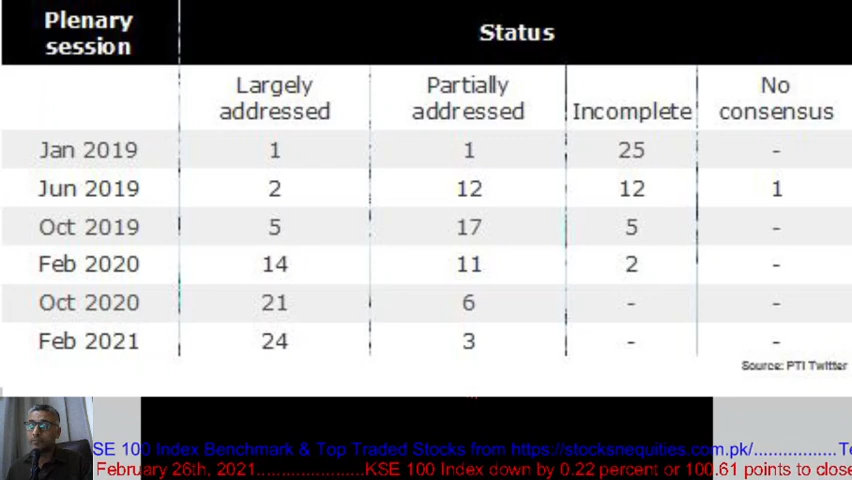 Plenary session
Status
Largely addressed
Partially addressed
Incomplete
No consensus
Jan 2019 1 1 25 -
Jun 2019 2 12 12 1
Oct 2019 5 17 5 -
Feb 2020 14 11 2 -
Oct 2020 21 6 - -
Feb 2021 24 3 - -
Source: PTI Twitter
SE 100 Index Benchmark & Top Traded Stocks from https://stocksnequities.com.pk/.................Te
February 26th, 2021......................KSE 100 Index down by 0.22 percent or 100.61 points to close